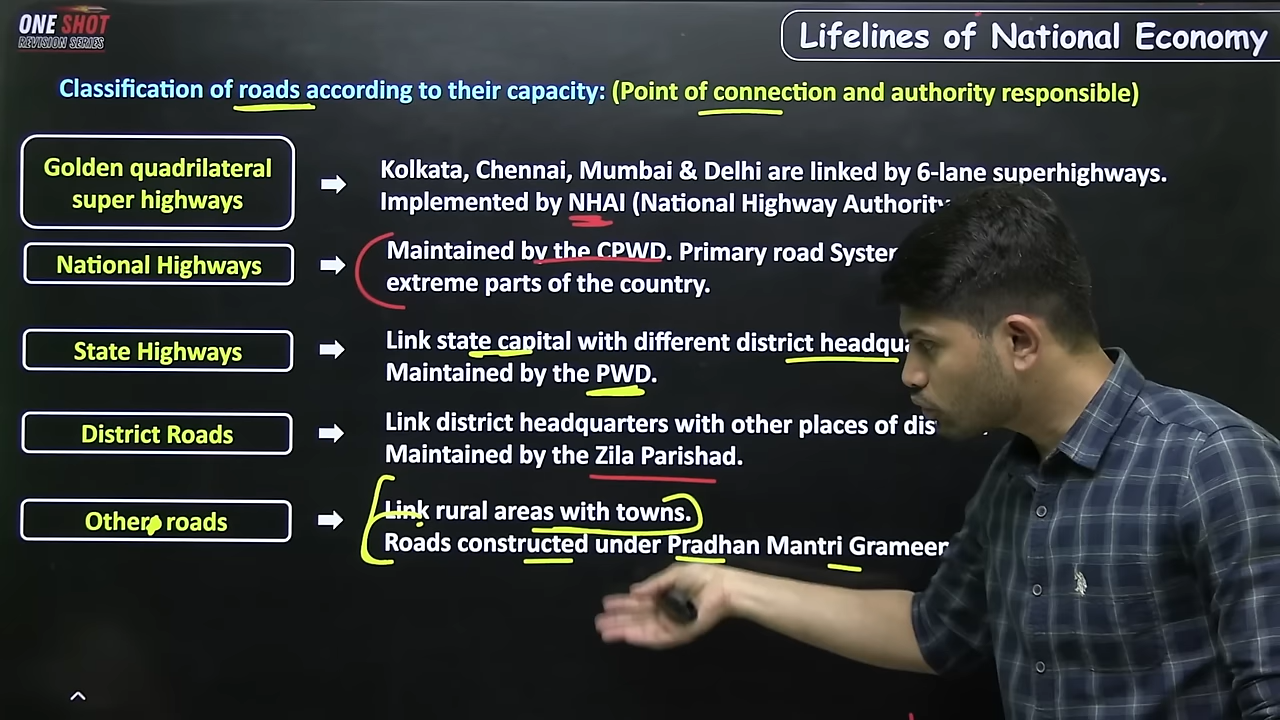 ONE SHOT
REVISION SERIES
Lifelines of National Economy
Classification of roads according to their capacity: (Point of connection and authority responsible)
Golden quadrilateral
super highways
Kolkata, Chennai, Mumbai & Delhi are linked by 6-lane superhighways.
Implemented by NHAI (National Highway Authority
National Highways
Maintained by the CPWD. Primary road System
extreme parts of the country.
State Highways
Link state capital with different district
Maintained by the PWD.
District Roads
Link district headquarters with other places of
Maintained by the Zila Parishad.
Other roads
Link rural areas with towns.
Roads constructed under Pradhan Mantri Grameen